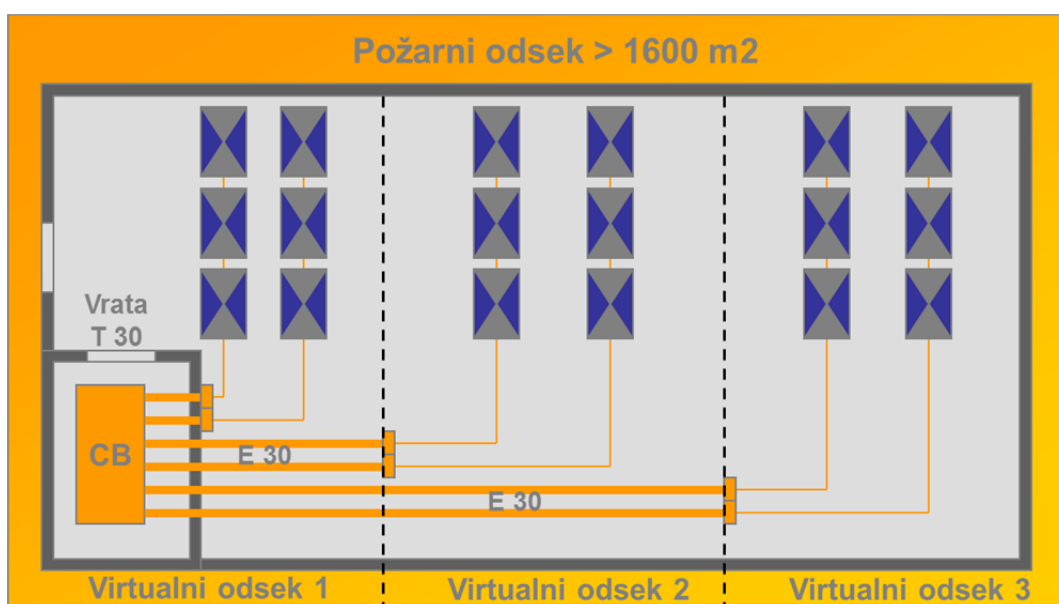 Požarni odsek > 1600 m2
Vrata
T 30
CB
E 30
E 30
Virtualni odsek 1
Virtualni odsek 2
Virtualni odsek 3